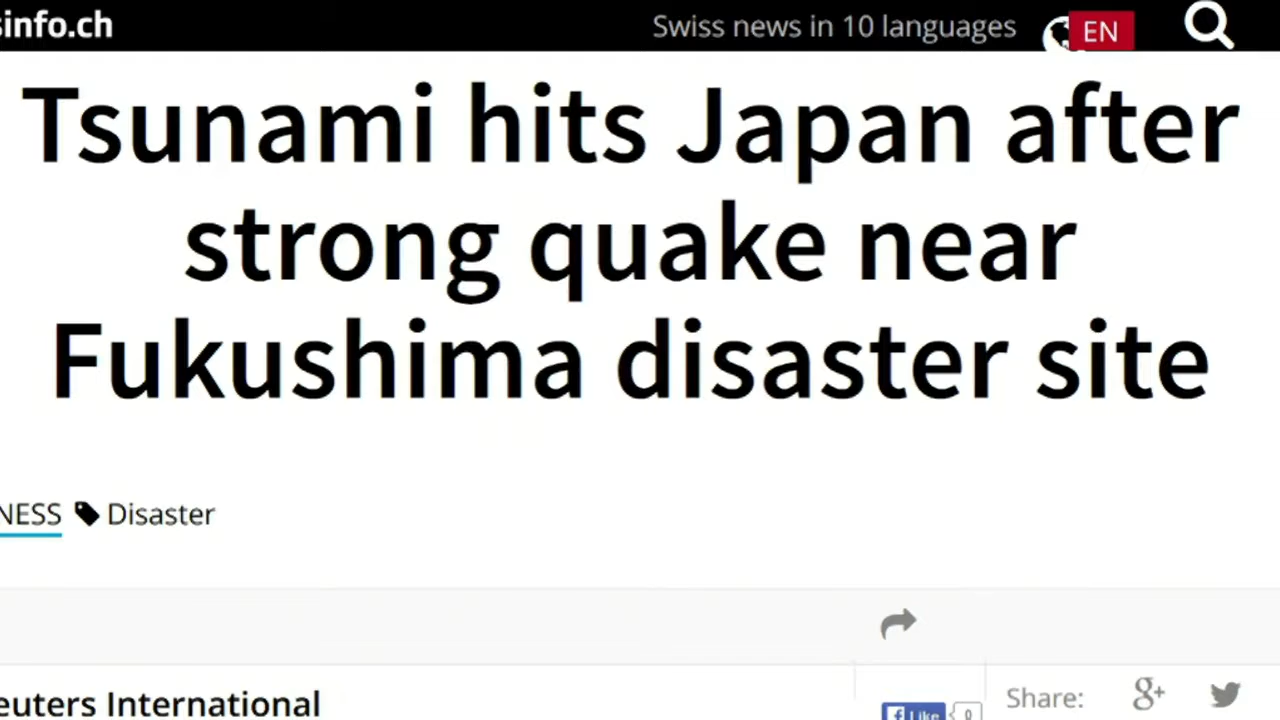 sinfo.ch
Swiss news in 10 languages
EN
Tsunami hits Japan after
strong quake near
Fukushima disaster site
NESS Disaster
euters International
Like
0
Share:
g+